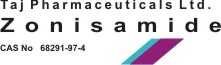 Taj Pharmaceuticals Ltd.
Zonisamide
CAS No 68291-97-4